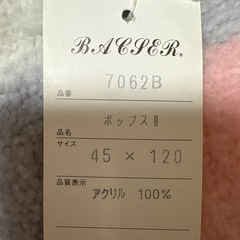 BACSER®
品番
7062B
品名
ポップスⅡ
サイズ
45 × 120
品質表示
アクリル 100%